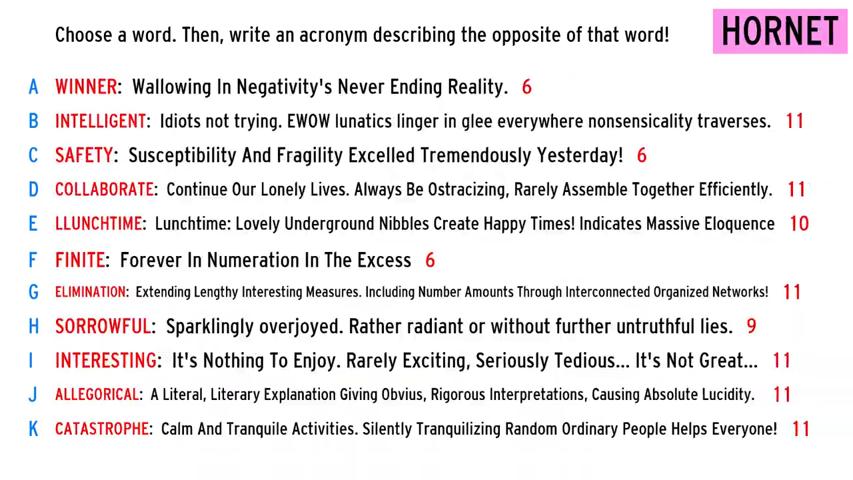 Choose a word. Then, write an acronym describing the opposite of that word!
HORNET
A WINNER: Wallowing In Negativity's Never Ending Reality. 6
B INTELLIGENT: Idiots not trying. EWOW lunatics linger in glee everywhere nonsensicality traverses. 11
C SAFETY: Susceptibility And Fragility Excelled Tremendously Yesterday! 6
D COLLABORATE: Continue Our Lonely Lives. Always Be Ostracizing, Rarely Assemble Together Efficiently. 11
E LLUNCHTIME: Lunchtime: Lovely Underground Nibbles Create Happy Times! Indicates Massive Eloquence 10
F FINITE: Forever In Numeration In The Excess 6
G ELIMINATION: Extending Lengthy Interesting Measures. Including Number Amounts Through Interconnected Organized Networks! 11
H SORROWFUL: Sparklingly overjoyed. Rather radiant or without further untruthful lies. 9
I INTERESTING: It's Nothing To Enjoy. Rarely Exciting, Seriously Tedious... It's Not Great... 11
J ALLEGORICAL: A Literal, Literary Explanation Giving Obvius, Rigorous Interpretations, Causing Absolute Lucidity. 11
K CATASTROPHE: Calm And Tranquile Activities. Silently Tranquilizing Random Ordinary People Helps Everyone! 11